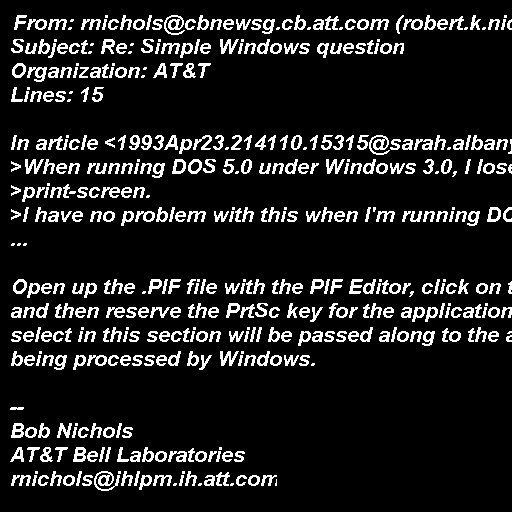 From: rnichols@cbnewsg.cb.att.com (robert.k.nic
Subject: Re: Simple Windows question
Organization: AT&T
Lines: 15

In article <1993Apr23.214110.15315@sarah.albany
>When running DOS 5.0 under Windows 3.0, I lose
>print-screen.
>I have no problem with this when I'm running DO
...

Open up the .PIF file with the PIF Editor, click on t
and then reserve the PrtSc key for the application
select in this section will be passed along to the a
being processed by Windows.

--
Bob Nichols
AT&T Bell Laboratories
rnichols@ihlpm.ih.att.com